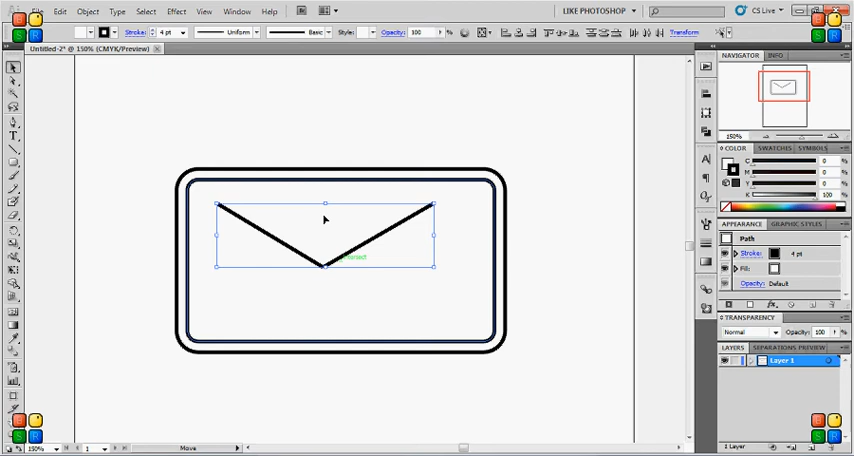 File Edit Object Type Select Effect View Window Help LIKE PHOTOSHOP CS Live
Stroke: 4 pt Uniform Basic Style: Opacity: 100 % Transform
Untitled-2* @ 150% (CMYK/Preview)
NAVIGATOR INFO
150%
COLOR SWATCHES SYMBOLS
C 0 %
M 0 %
Y 0 %
K 100 %
APPEARANCE GRAPHIC STYLES
Path
Stroke: 4 pt
Fill:
Opacity: Default
TRANSPARENCY
Normal Opacity: 100 %
LAYERS SEPARATIONS PREVIEW
Layer 1
1 Layer
150% 1 Move
B
S R
B
S R
B
S R
B
S R